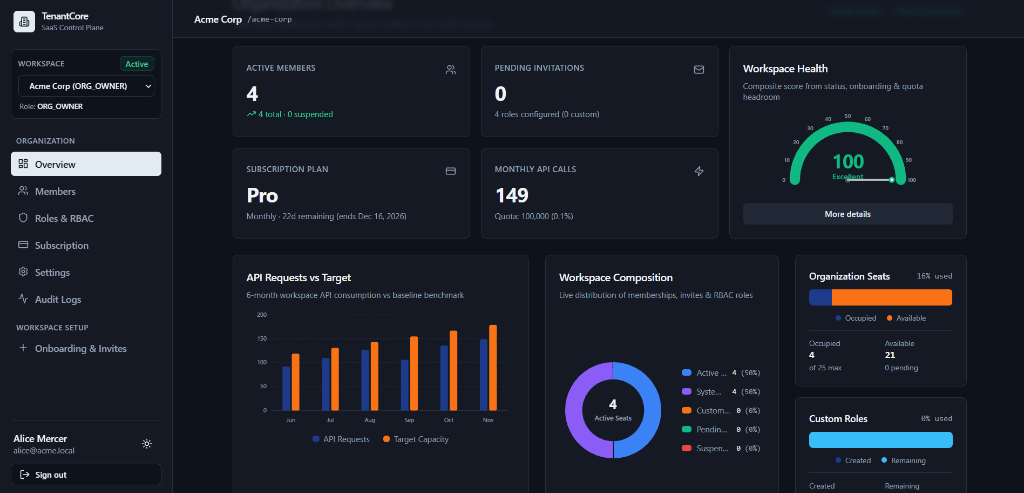 TenantCore
SaaS Control Plane
WORKSPACE
Active
Acme Corp (ORG_OWNER)
Role: ORG_OWNER
ORGANIZATION
Overview
Members
Roles & RBAC
Subscription
Settings
Audit Logs
WORKSPACE SETUP
Onboarding & Invites
Alice Mercer
alice@acme.local
Sign out
Acme Corp /acme-corp
ACTIVE MEMBERS
4
4 total · 0 suspended
PENDING INVITATIONS
0
4 roles configured (0 custom)
SUBSCRIPTION PLAN
Pro
Monthly · 22d remaining (ends Dec 16, 2026)
MONTHLY API CALLS
149
Quota: 100,000 (0.1%)
Workspace Health
Composite score from status, onboarding & quota
headroom
0
10
20
30
40
50
60
70
80
90
100
100
Excellent
More details
API Requests vs Target
6-month workspace API consumption vs baseline benchmark
200
150
100
50
0
Jun
Jul
Aug
Sep
Oct
Nov
API Requests
Target Capacity
Workspace Composition
Live distribution of memberships, invites & RBAC roles
4
Active Seats
Active ... 4 (50%)
Syste... 4 (50%)
Custom... 0 (0%)
Pendin... 0 (0%)
Suspen... 0 (0%)
Organization Seats
16% used
Occupied
Available
Occupied
4
of 25 max
Available
21
0 pending
Custom Roles
0% used
Created
Remaining
Created
Remaining